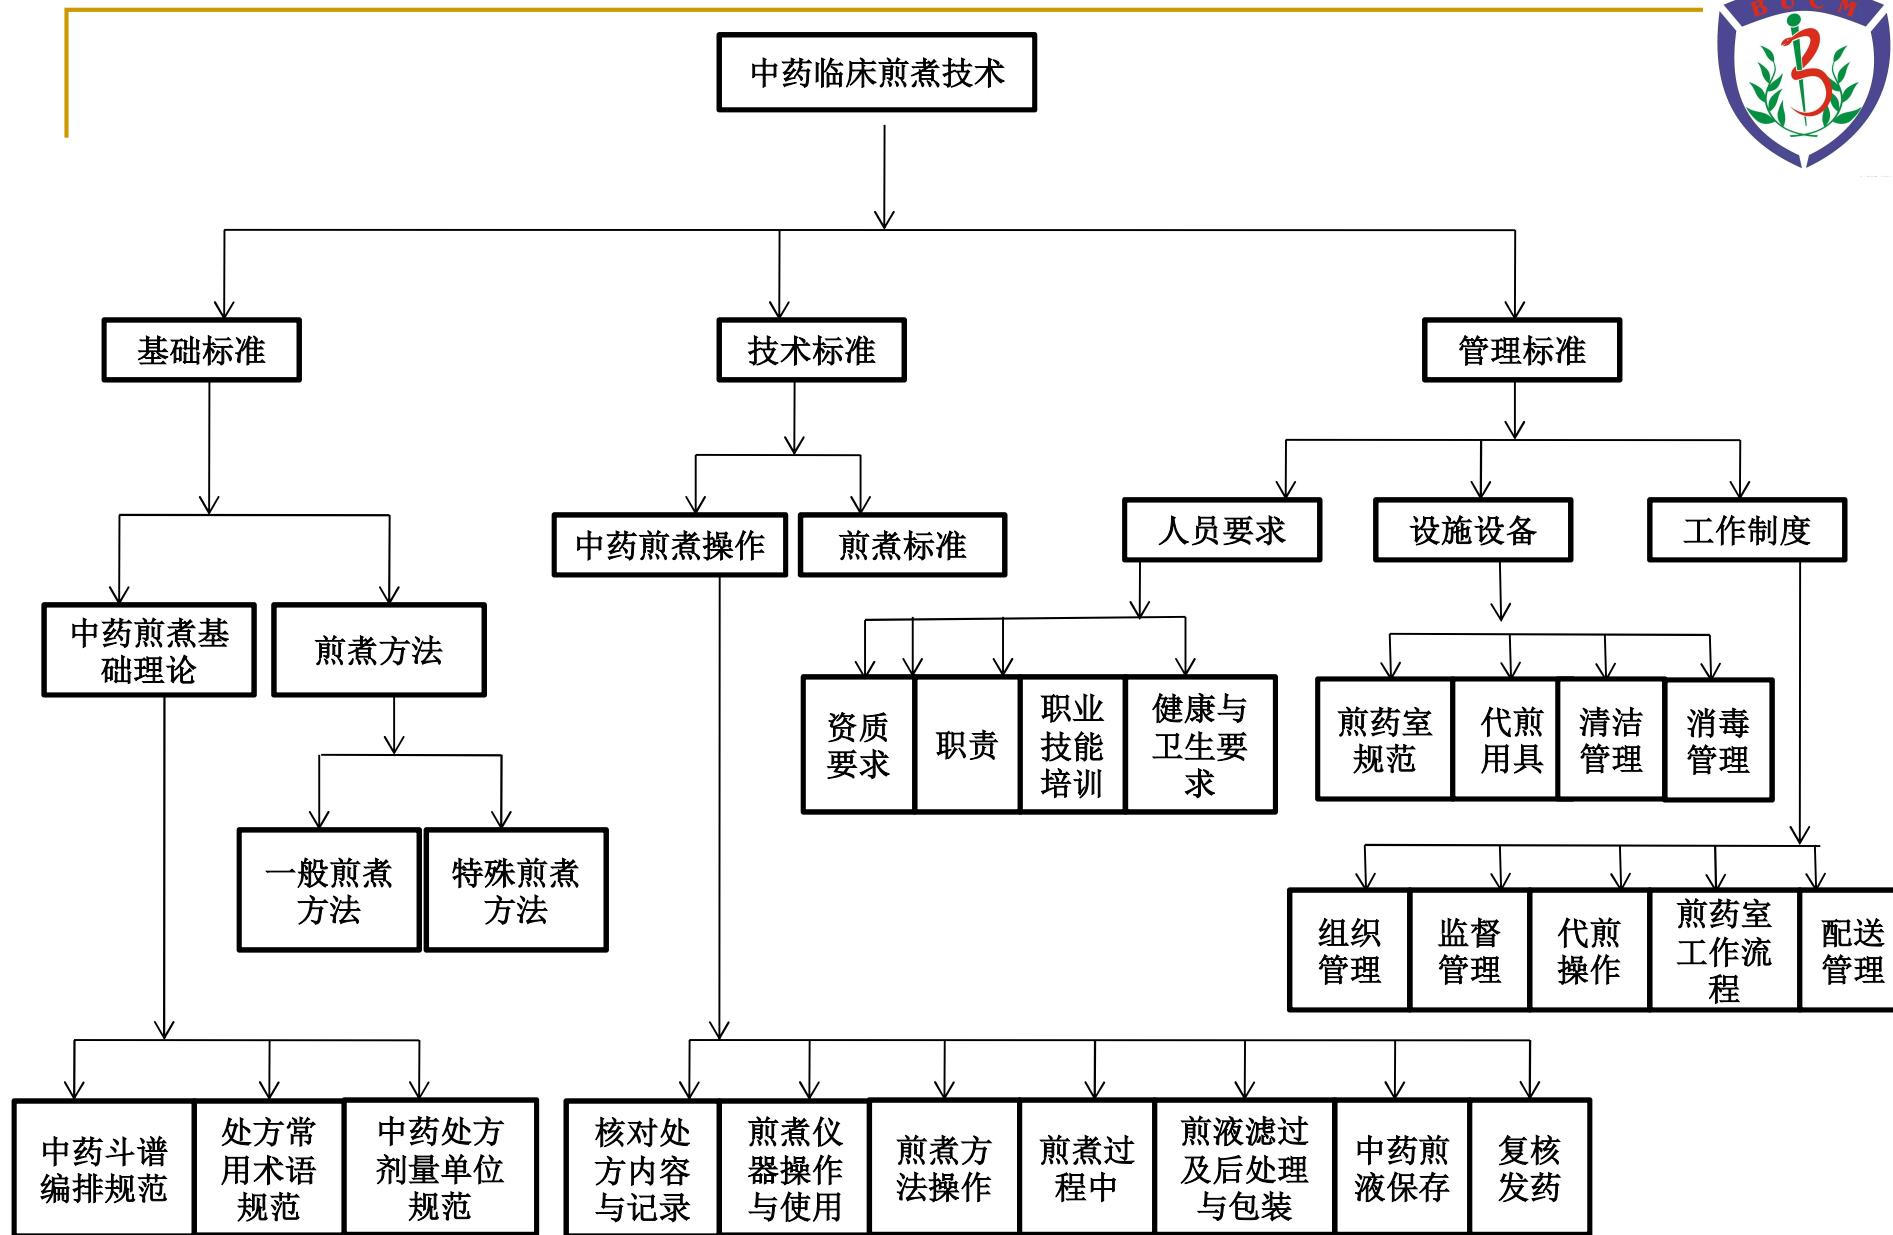 BUCM
中药临床煎煮技术
基础标准
技术标准
管理标准
中药煎煮操作
煎煮标准
人员要求
设施设备
工作制度
中药煎煮基
础理论
煎煮方法
资质
要求
职责
职业
技能
培训
健康与
卫生要
求
煎药室
规范
代煎
用具
清洁
管理
消毒
管理
一般煎煮
方法
特殊煎煮
方法
组织
管理
监督
管理
代煎
操作
煎药室
工作流
程
配送
管理
中药斗谱
编排规范
处方常
用术语
规范
中药处方
剂量单位
规范
核对处
方内容
与记录
煎煮仪
器操作
与使用
煎煮方
法操作
煎煮过
程中
煎液滤过
及后处理
与包装
中药煎
液保存
复核
发药